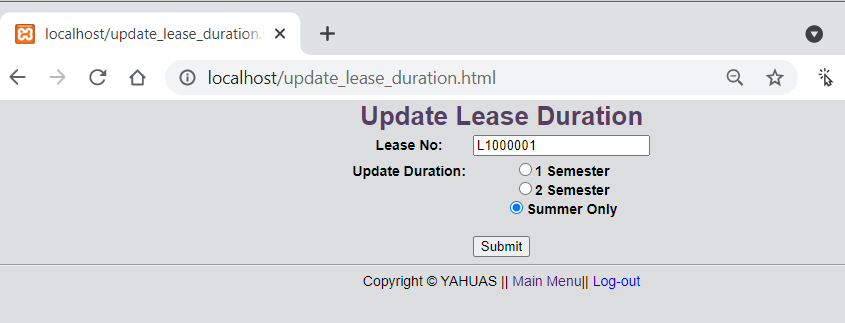 localhost/update_lease_duration.
localhost/update_lease_duration.html
Update Lease Duration
Lease No: L1000001
Update Duration: 1 Semester
2 Semester
Summer Only
Submit
Copyright © YAHUAS || Main Menu|| Log-out